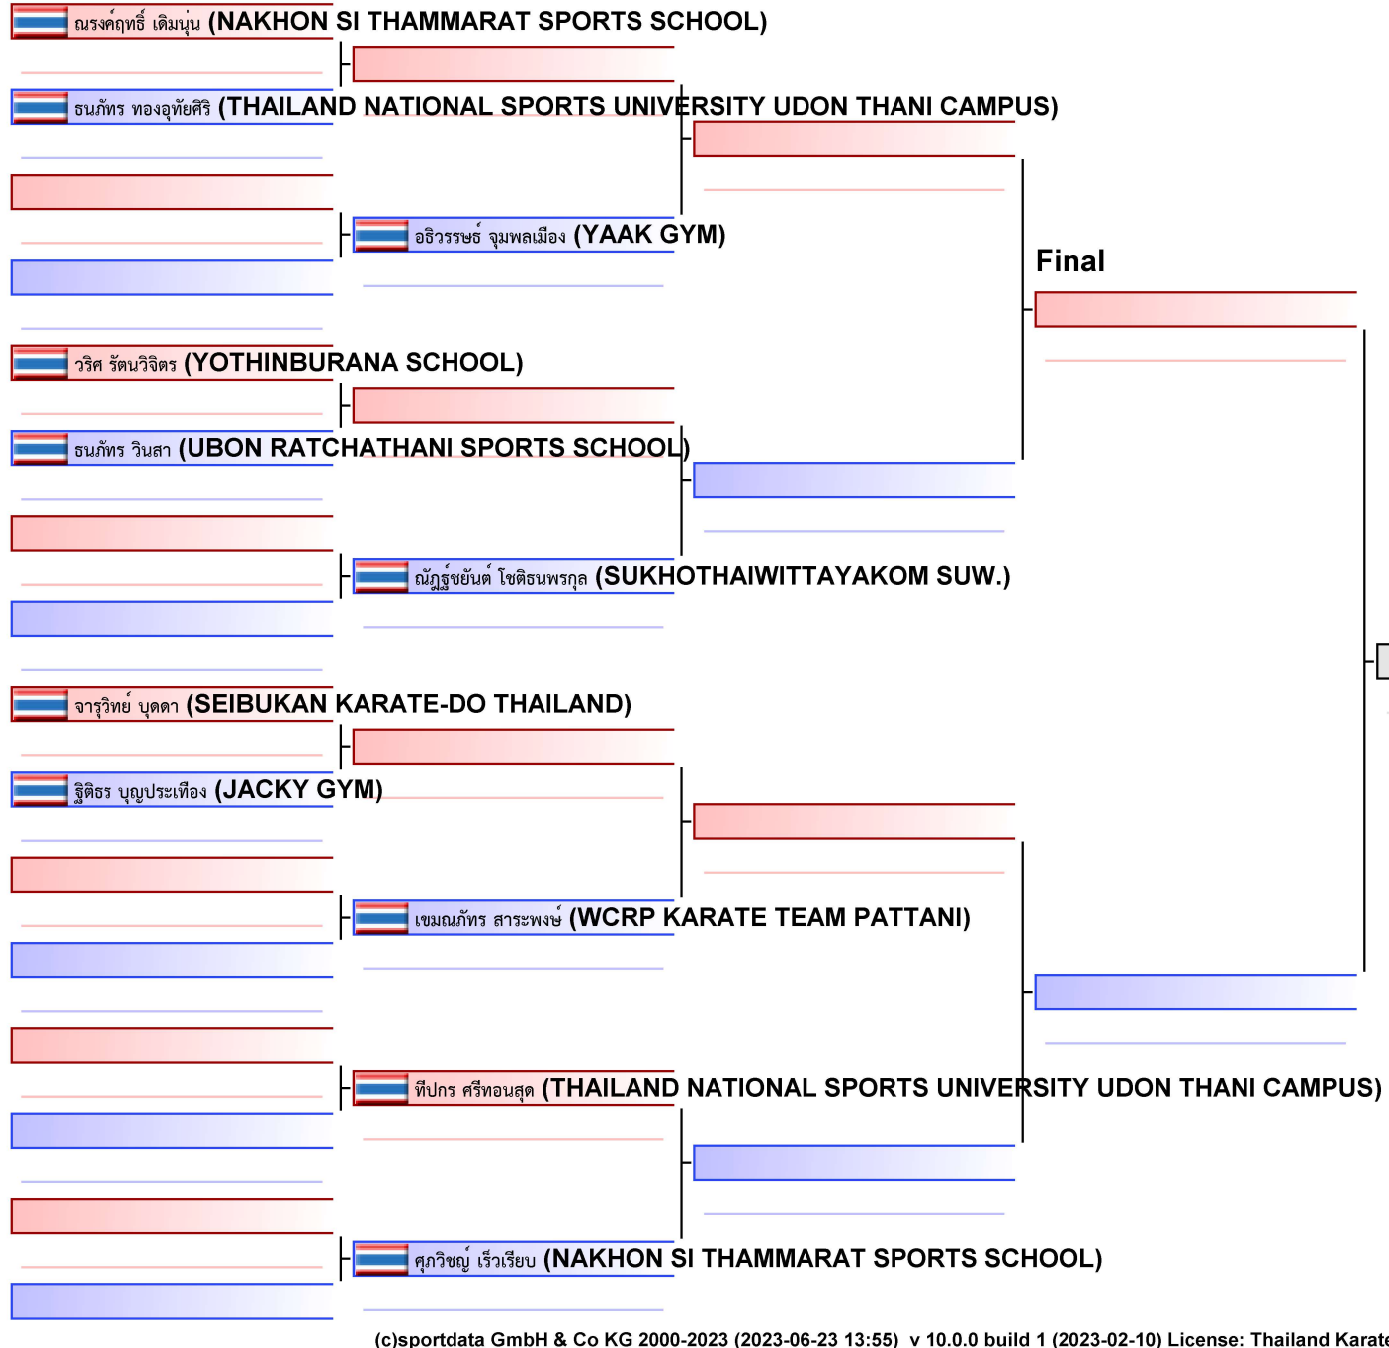 ณรงค์ฤทธิ์ เดิมนุ่น (NAKHON SI THAMMARAT SPORTS SCHOOL)
ธนภัทร ทองอุทัยศิริ (THAILAND NATIONAL SPORTS UNIVERSITY UDON THANI CAMPUS)
อธิวรรษธ์ จุมพลเมือง (YAAK GYM)
Final
วริศ รัตนวิจิตร (YOTHINBURANA SCHOOL)
ธนภัทร วินสา (UBON RATCHATHANI SPORTS SCHOOL)
ณัฏฐ์ชยันต์ โชติธนพรกุล (SUKHOTHAIWITTAYAKOM SUW.)
จารุวิทย์ บุดดา (SEIBUKAN KARATE-DO THAILAND)
ฐิติธร บุญประเทือง (JACKY GYM)
เขมณภัทร สาระพงษ์ (WCRP KARATE TEAM PATTANI)
ทีปกร ศรีทอนสุด (THAILAND NATIONAL SPORTS UNIVERSITY UDON THANI CAMPUS)
ศุภวิชญ์ เร็วเรียบ (NAKHON SI THAMMARAT SPORTS SCHOOL)
(c)sportdata GmbH & Co KG 2000-2023 (2023-06-23 13:55) v 10.0.0 build 1 (2023-02-10) License: Thailand Karate